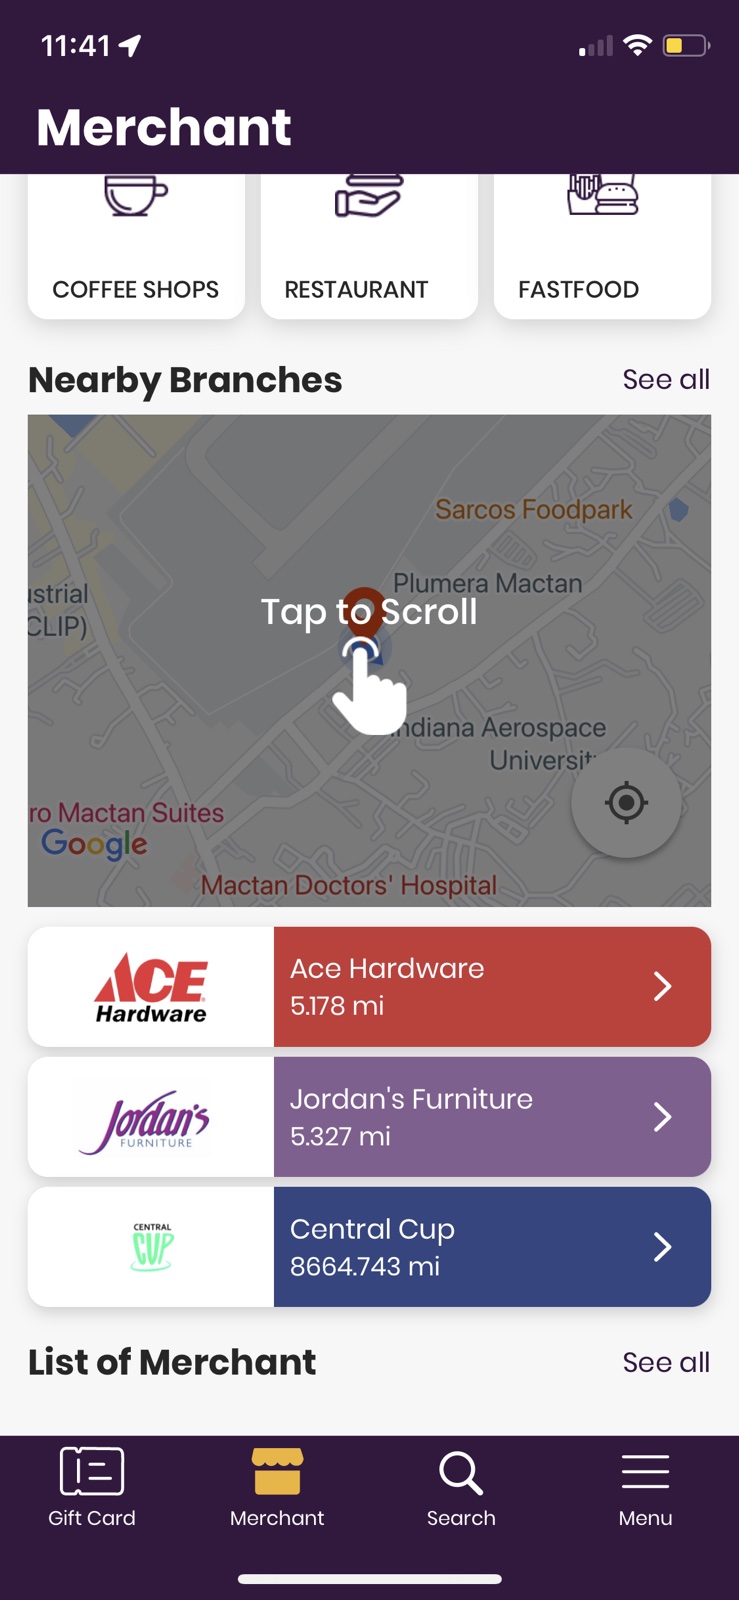 11:41
Merchant
COFFEE SHOPS
RESTAURANT
FASTFOOD
Nearby Branches
See all
Sarcos Foodpark
Plumera Mactan
ustrial
CLIP)
Tap to Scroll
ndiana Aerospace
Universit
ro Mactan Suites
Google
Mactan Doctors' Hospital
ACE
Hardware
Ace Hardware
5.178 mi
Jordan's
FURNITURE
Jordan's Furniture
5.327 mi
CENTRAL
CUP
Central Cup
8664.743 mi
List of Merchant
See all
Gift Card
Merchant
Search
Menu